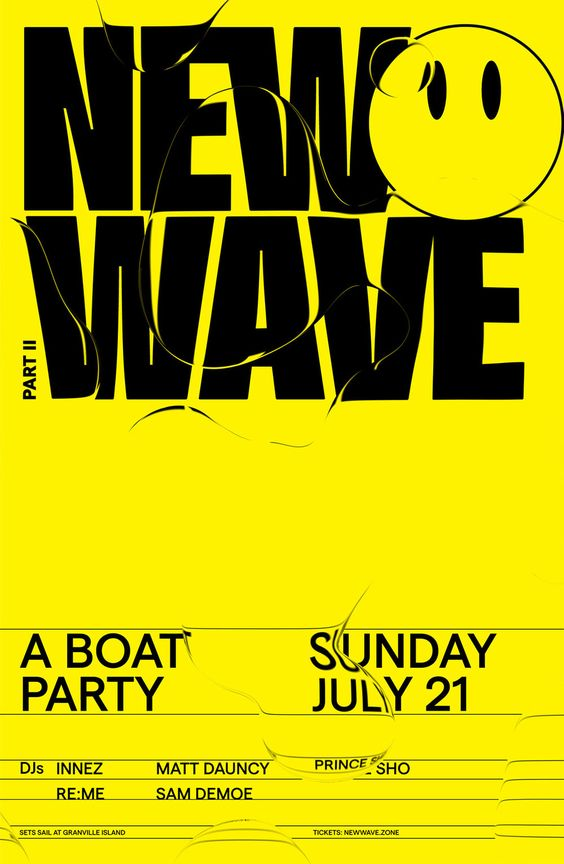 NEW
WAVE
PART II
A BOAT
PARTY
SUNDAY
JULY 21
DJs INNEZ MATT DAUNCY PRINCE SHO
RE:ME SAM DEMOE
SETS SAIL AT GRANVILLE ISLAND TICKETS: NEWWAVE.ZONE